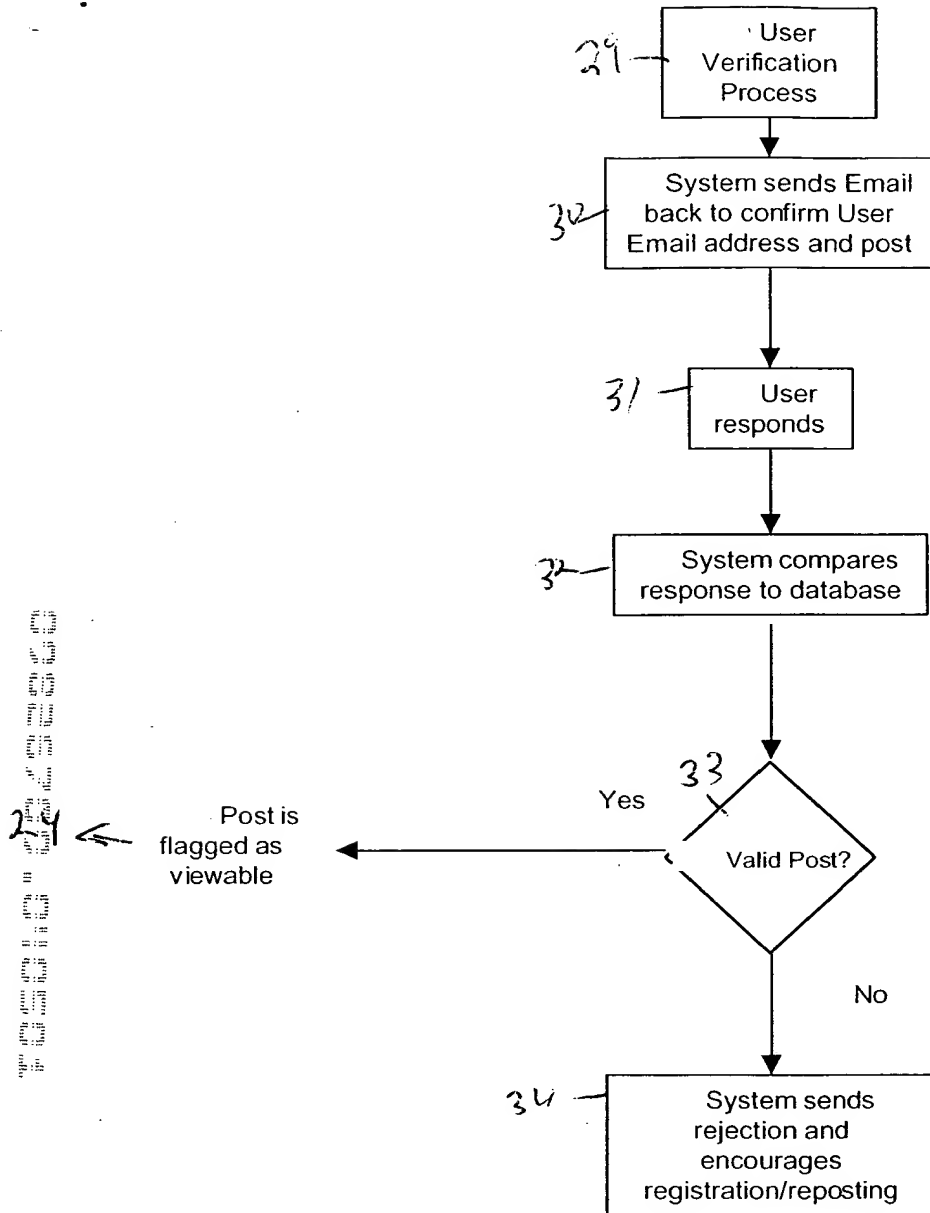 29
User
Verification
Process
30
System sends Email
back to confirm User
Email address and post
31
User
responds
32
System compares
response to database
33
Valid Post?
Yes
Post is
flagged as
viewable
24
No
34
System sends
rejection and
encourages
registration/reposting